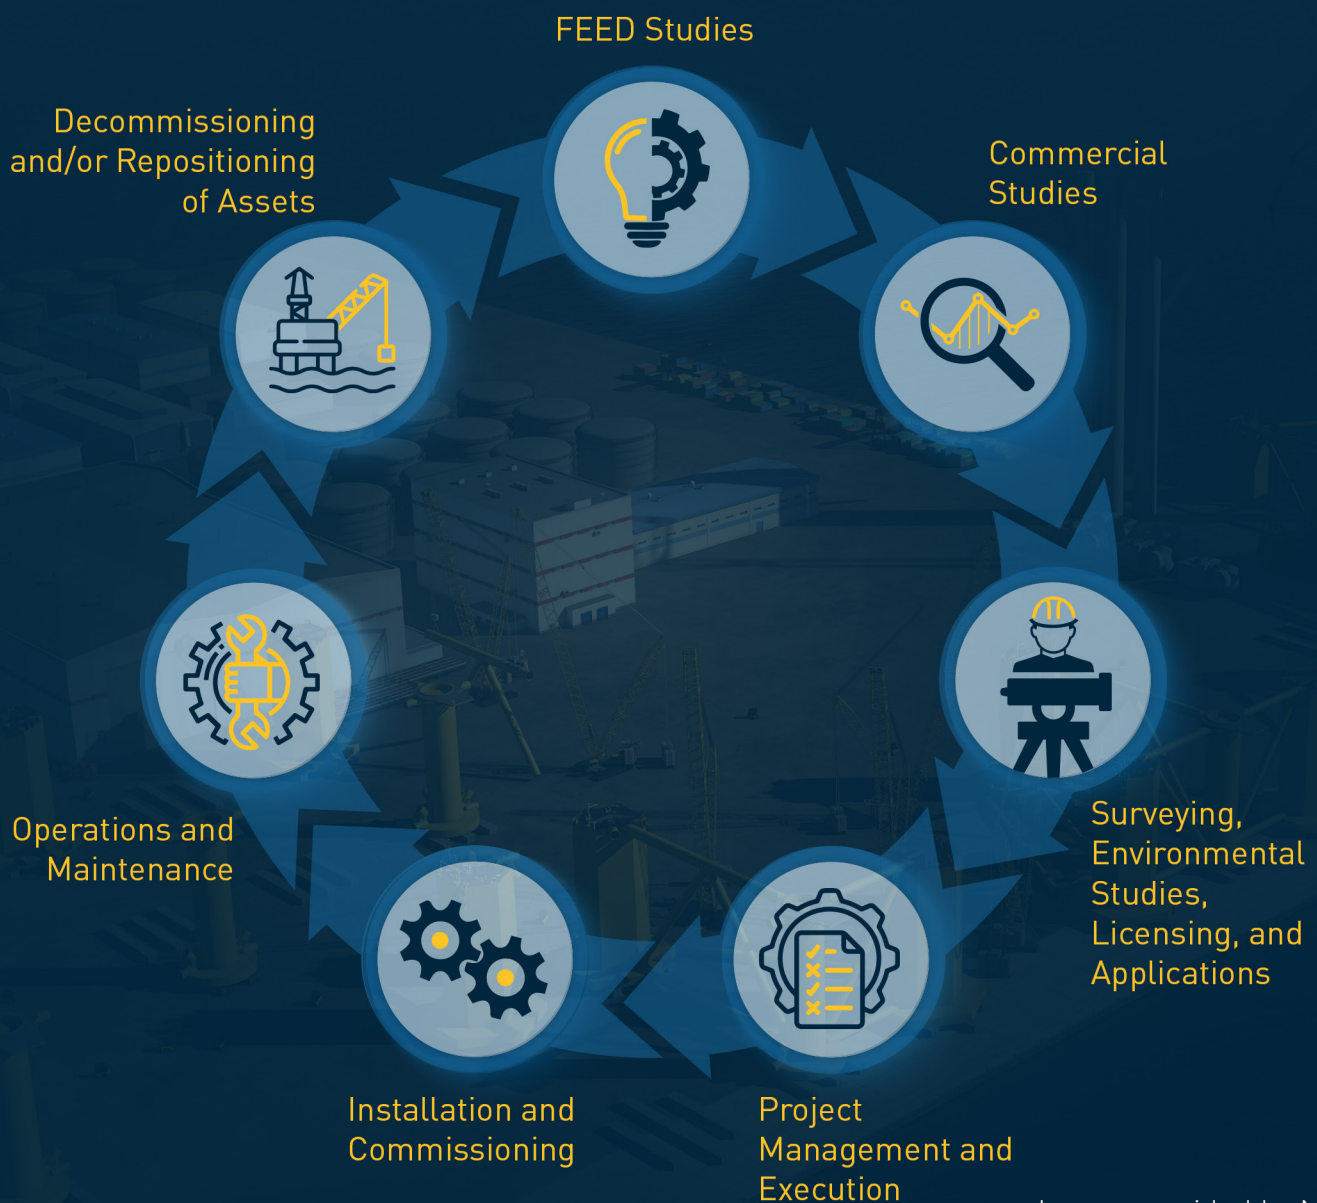 FEED Studies
Commercial
Studies
Surveying,
Environmental
Studies,
Licensing, and
Applications
Project
Management and
Execution
Installation and
Commissioning
Operations and
Maintenance
Decommissioning
and/or Repositioning
of Assets